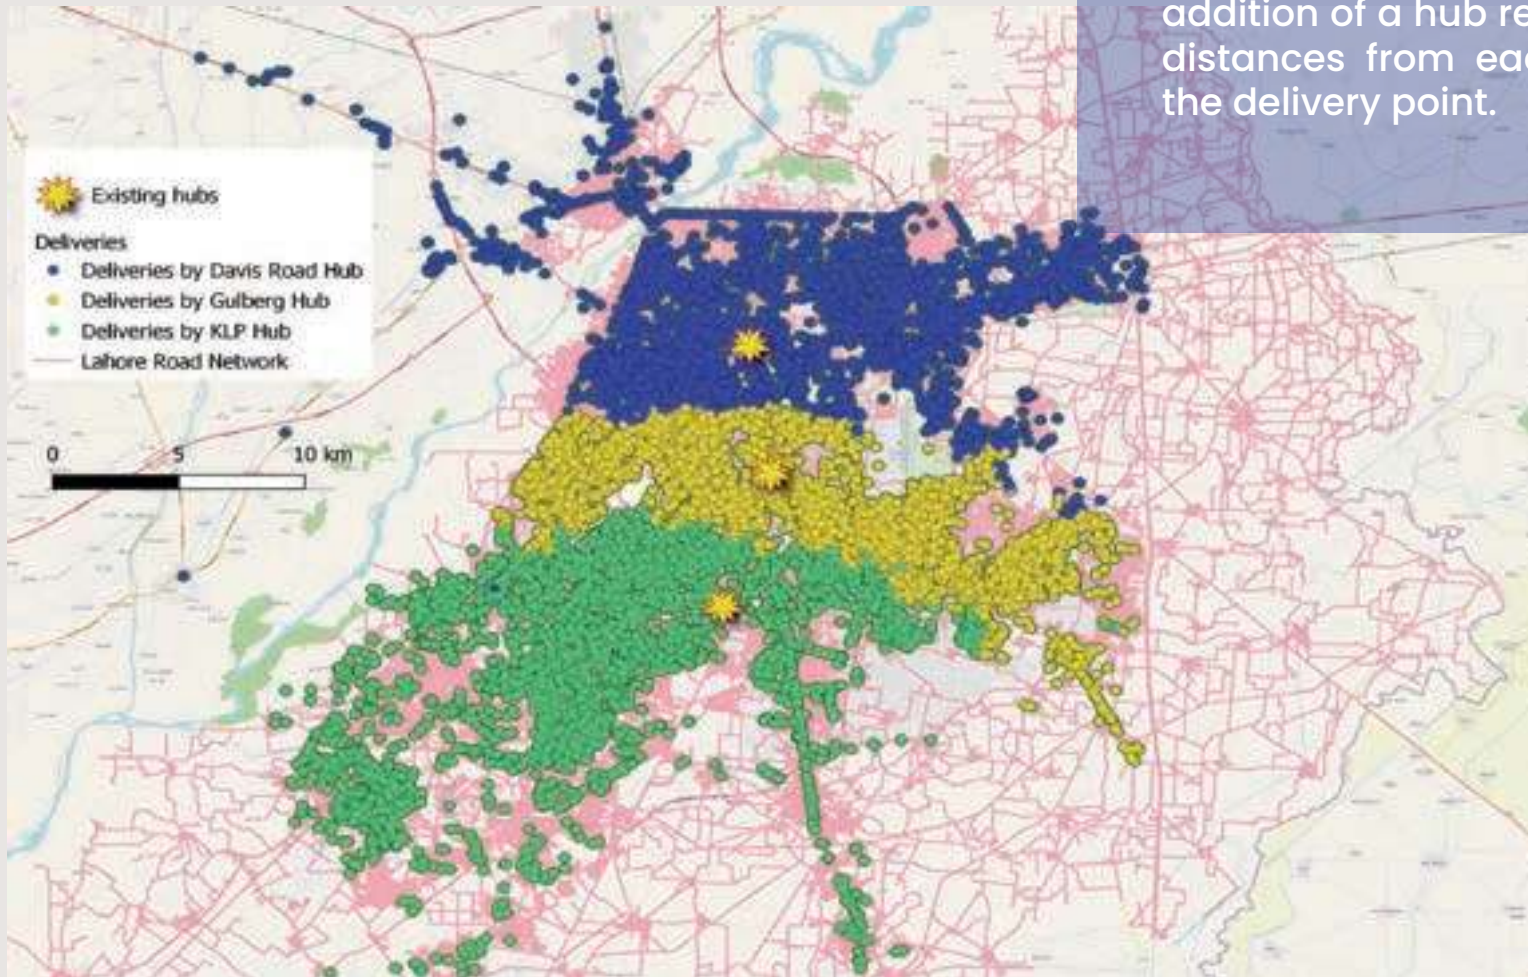 addition of a hub re
distances from eac
the delivery point.
Existing hubs
Deliveries
Deliveries by Davis Road Hub
Deliveries by Gulberg Hub
Deliveries by KLP Hub
Lahore Road Network
0 5 10 km